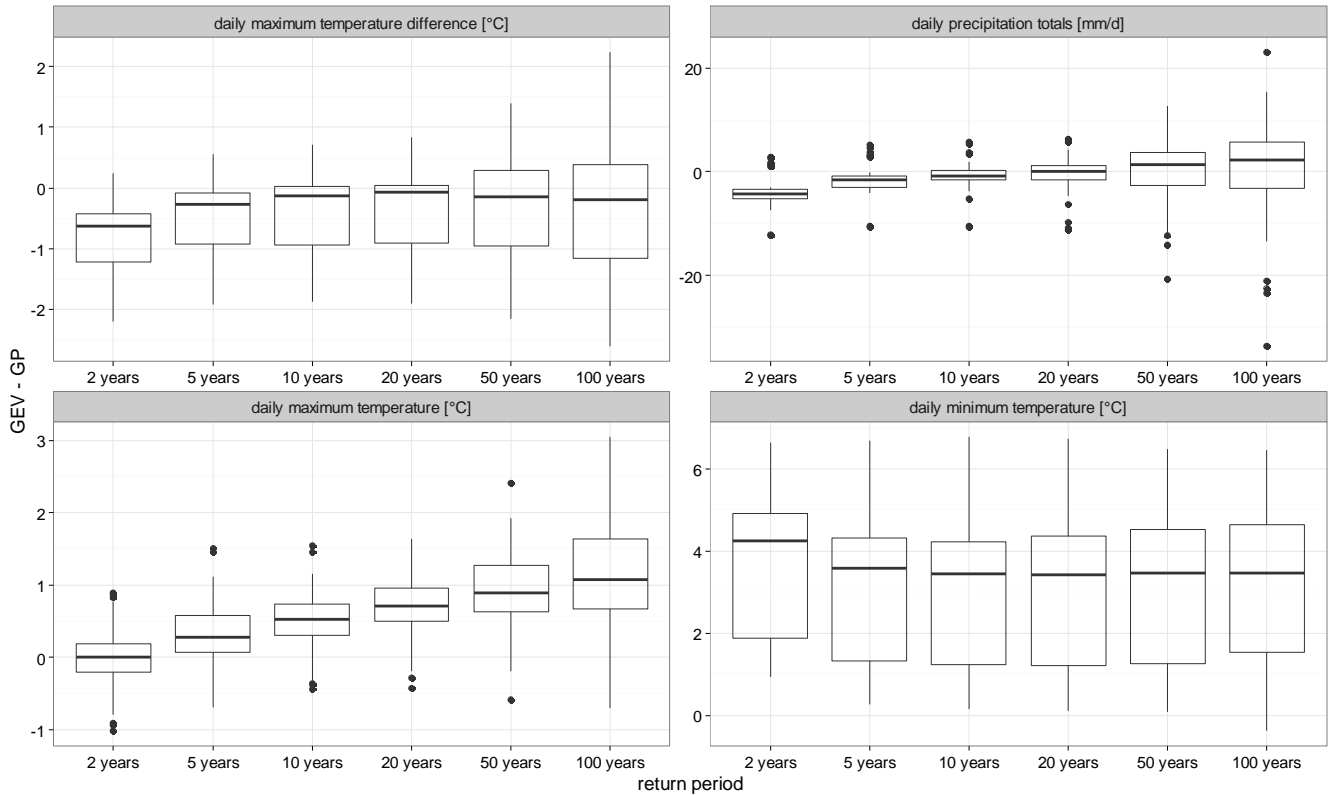 daily maximum temperature difference [°C]
2
1
0
-1
-2
2 years 5 years 10 years 20 years 50 years 100 years
daily precipitation totals [mm/d]
20
0
-20
2 years 5 years 10 years 20 years 50 years 100 years
GEV - GP
daily maximum temperature [°C]
3
2
1
0
-1
2 years 5 years 10 years 20 years 50 years 100 years
daily minimum temperature [°C]
6
4
2
0
2 years 5 years 10 years 20 years 50 years 100 years
return period